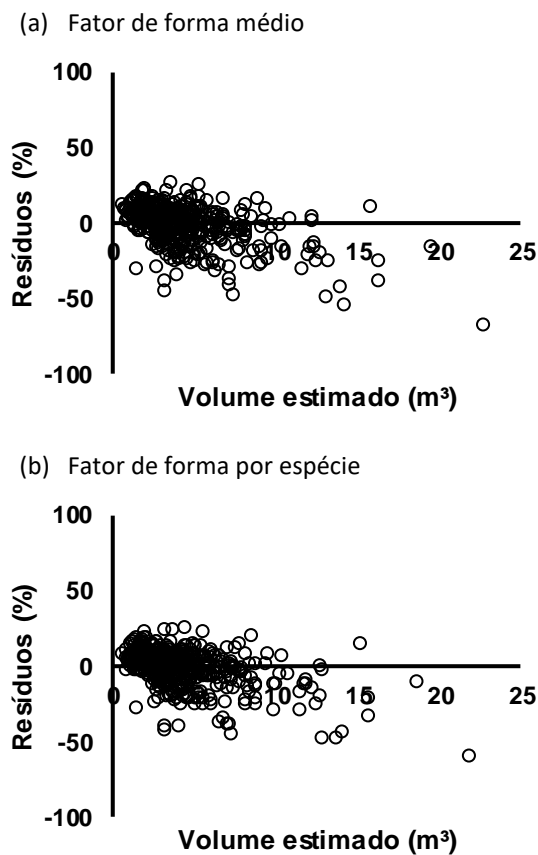 (a) Fator de forma médio
100
50
0
-50
-100
0 5 10 15 20 25
Resíduos (%)
Volume estimado (m³)
(b) Fator de forma por espécie
100
50
0
-50
-100
0 5 10 15 20 25
Resíduos (%)
Volume estimado (m³)